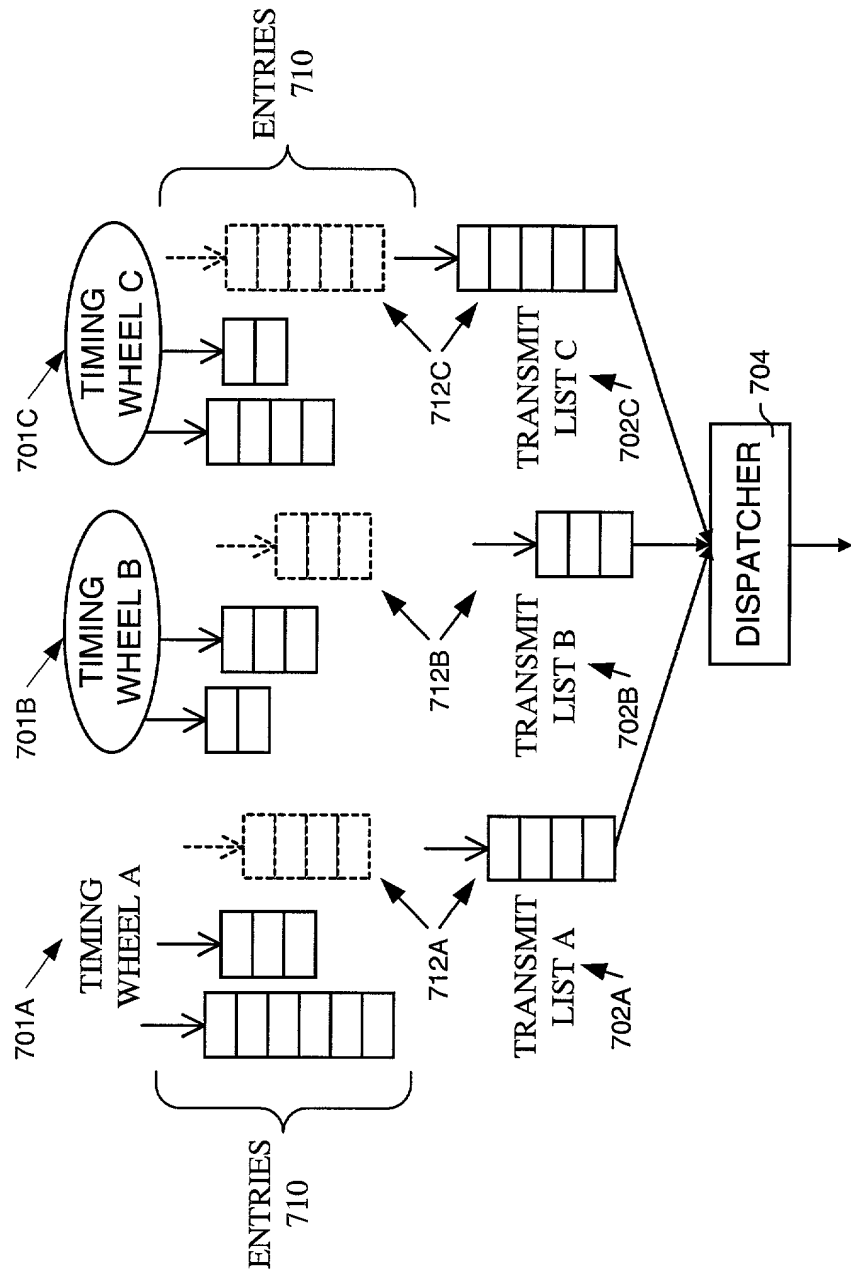 701A
701B
701C
TIMING
WHEEL A
TIMING
WHEEL B
TIMING
WHEEL C
ENTRIES
710
ENTRIES
710
712A
712B
712C
TRANSMIT
LIST A
TRANSMIT
LIST B
TRANSMIT
LIST C
702A
702B
702C
704
DISPATCHER